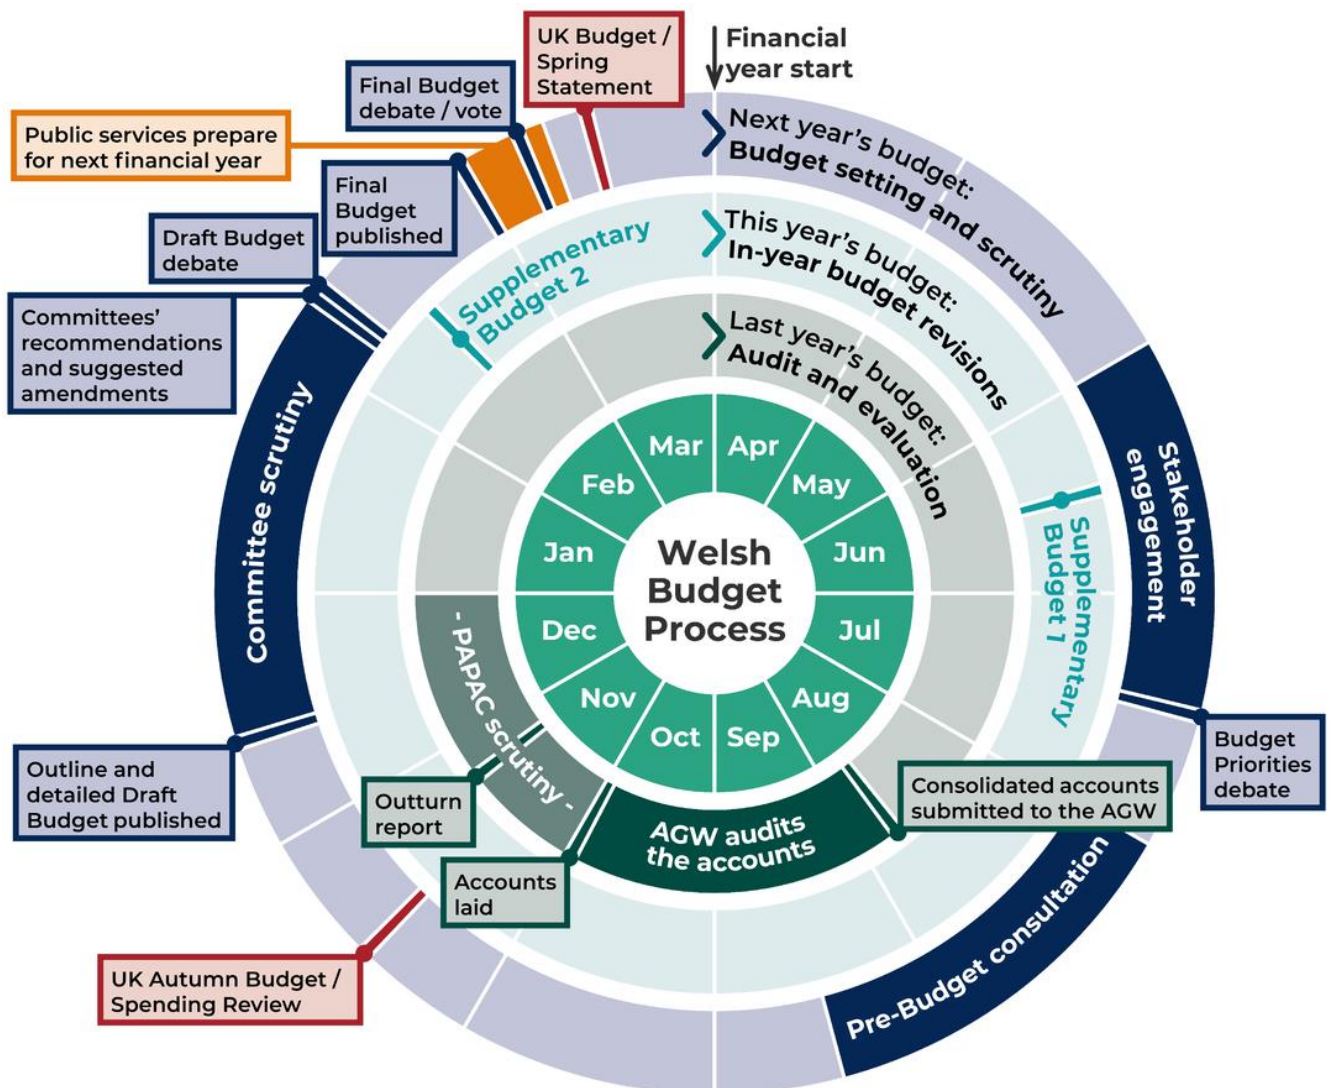 UK Budget /
Spring
Statement
Financial
year start
Final Budget
debate / vote
Public services prepare
for next financial year
Final
Budget
published
Draft Budget
debate
Committees’
recommendations
and suggested
amendments
Next year’s budget:
Budget setting and scrutiny
This year’s budget:
In-year budget revisions
Last year’s budget:
Audit and evaluation
Supplementary
Budget 2
Committee scrutiny
Stakeholder
engagement
Supplementary
Budget 1
Mar
Apr
Feb
May
Jan
Jun
Dec
Jul
Nov
Aug
Oct
Sep
Welsh
Budget
Process
- PAPAC scrutiny -
Outline and
detailed Draft
Budget published
Outturn
report
Accounts
laid
AGW audits
the accounts
Consolidated accounts
submitted to the AGW
Budget
Priorities
debate
Pre-Budget consultation
UK Autumn Budget /
Spending Review